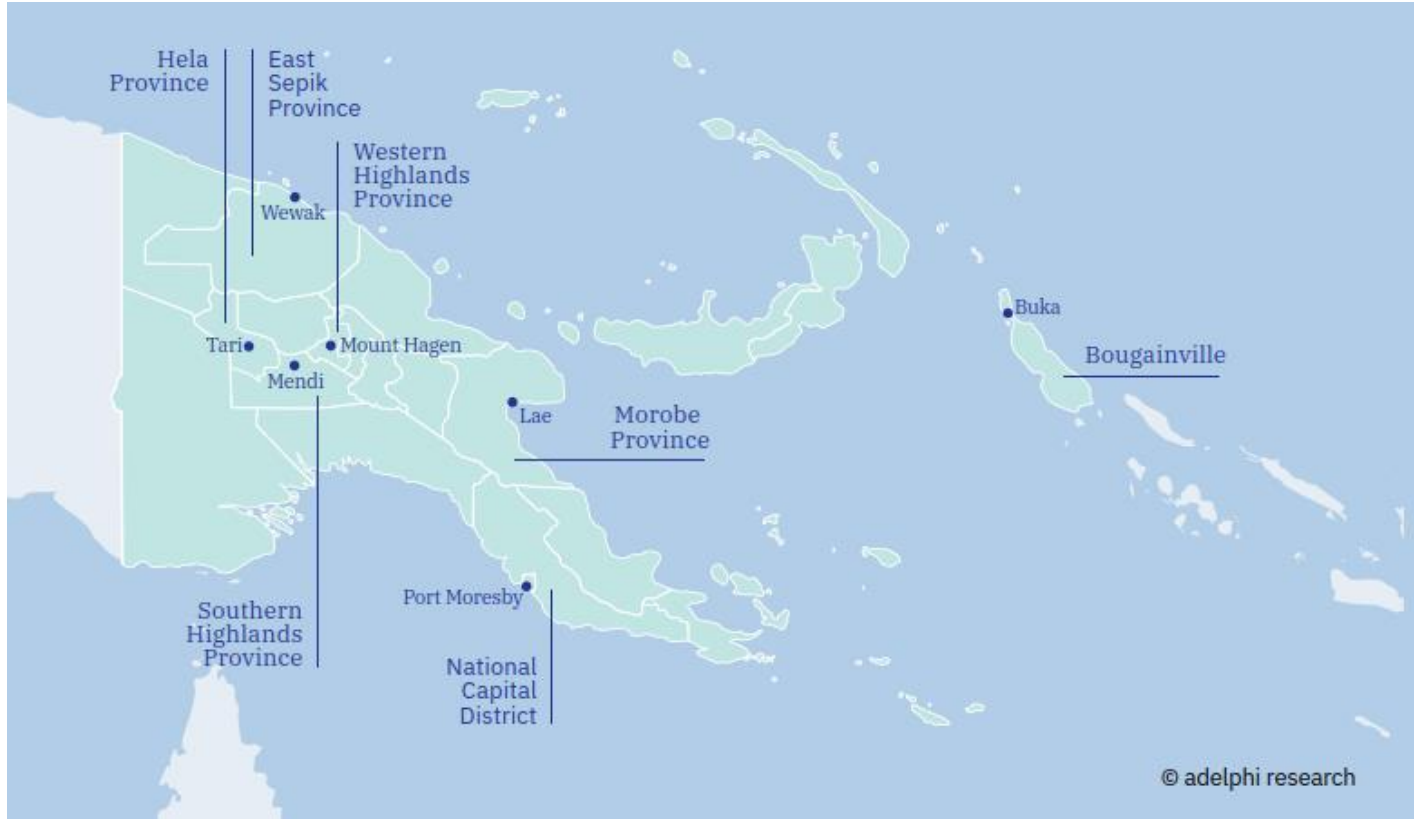 Hela
Province
East
Sepik
Province
Western
Highlands
Province
Wewak
Buka
Tari
Mount Hagen
Bougainville
Mendi
Lae
Morobe
Province
Port Moresby
Southern
Highlands
Province
National
Capital
District
© adelphi research